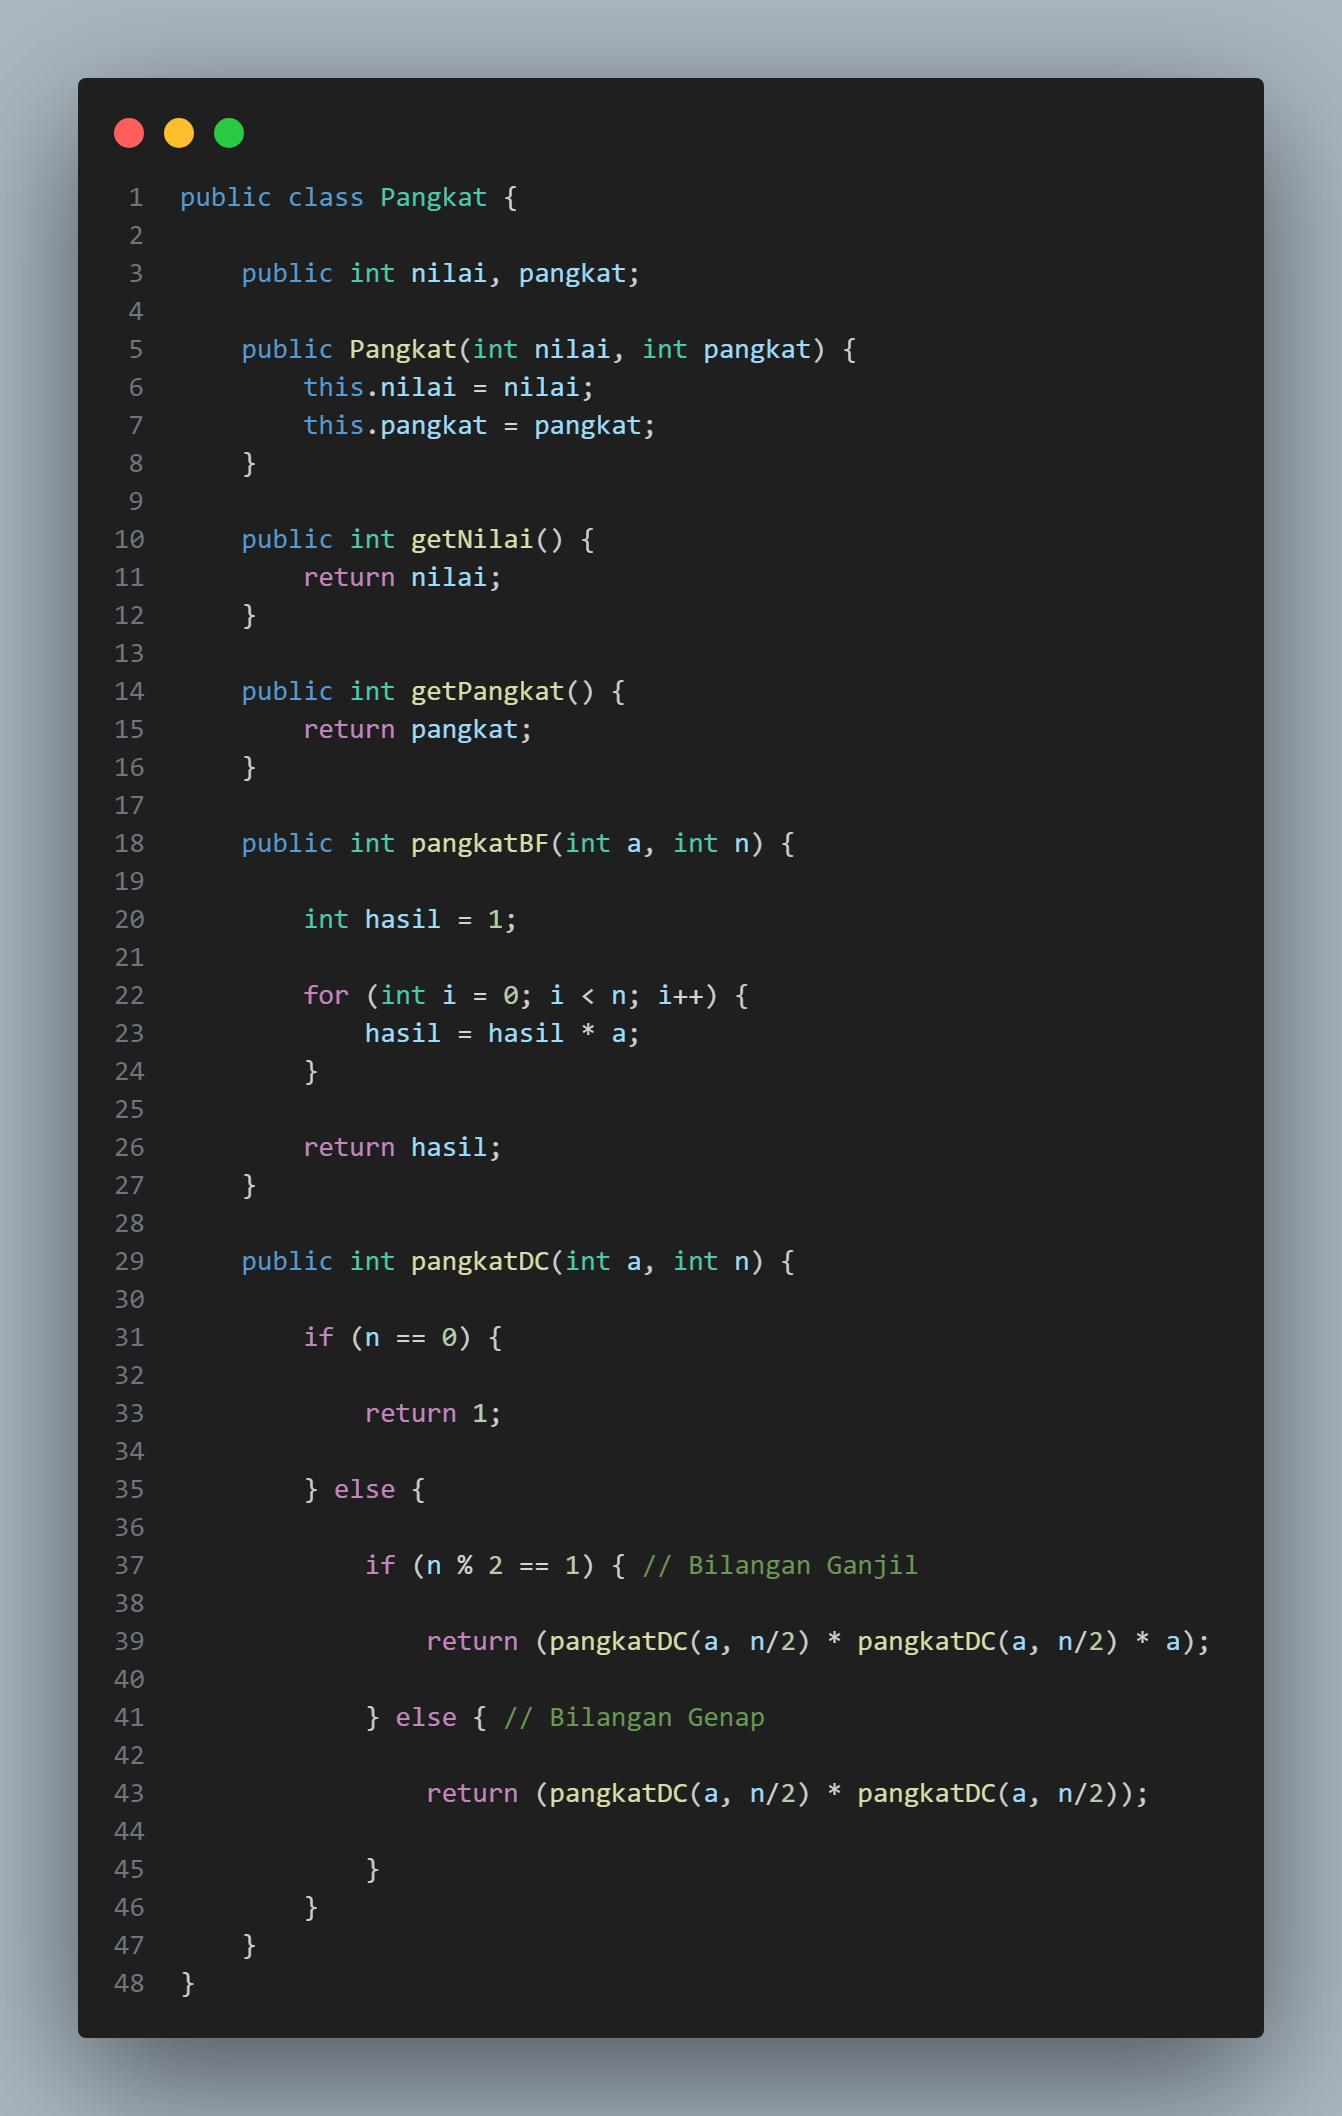 1 public class Pangkat {
2
3     public int nilai, pangkat;
4
5     public Pangkat(int nilai, int pangkat) {
6         this.nilai = nilai;
7         this.pangkat = pangkat;
8     }
9
10     public int getNilai() {
11         return nilai;
12     }
13
14     public int getPangkat() {
15         return pangkat;
16     }
17
18     public int pangkatBF(int a, int n) {
19
20         int hasil = 1;
21
22         for (int i = 0; i < n; i++) {
23             hasil = hasil * a;
24         }
25
26         return hasil;
27     }
28
29     public int pangkatDC(int a, int n) {
30
31         if (n == 0) {
32
33             return 1;
34
35         } else {
36
37             if (n % 2 == 1) { // Bilangan Ganjil
38
39                 return (pangkatDC(a, n/2) * pangkatDC(a, n/2) * a);
40
41             } else { // Bilangan Genap
42
43                 return (pangkatDC(a, n/2) * pangkatDC(a, n/2));
44
45             }
46         }
47     }
48 }